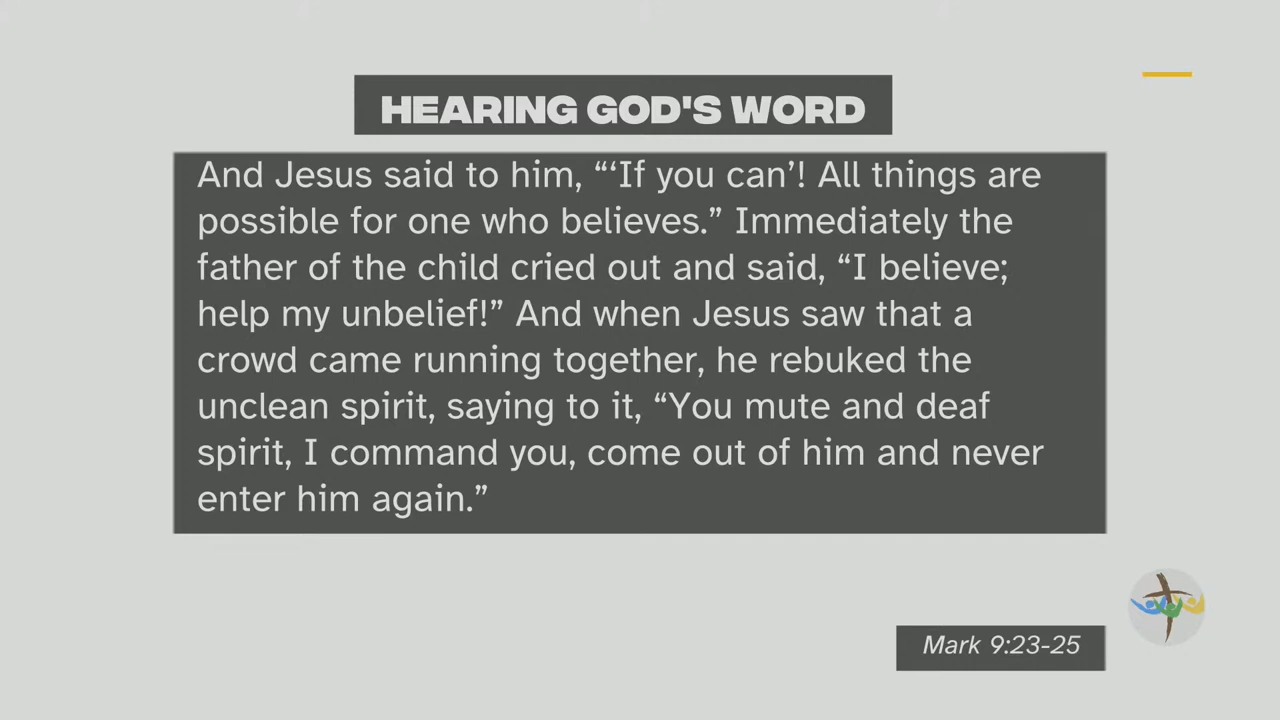 HEARING GOD'S WORD
And Jesus said to him, “‘If you can’! All things are
possible for one who believes.” Immediately the
father of the child cried out and said, “I believe;
help my unbelief!” And when Jesus saw that a
crowd came running together, he rebuked the
unclean spirit, saying to it, “You mute and deaf
spirit, I command you, come out of him and never
enter him again.”
Mark 9:23-25